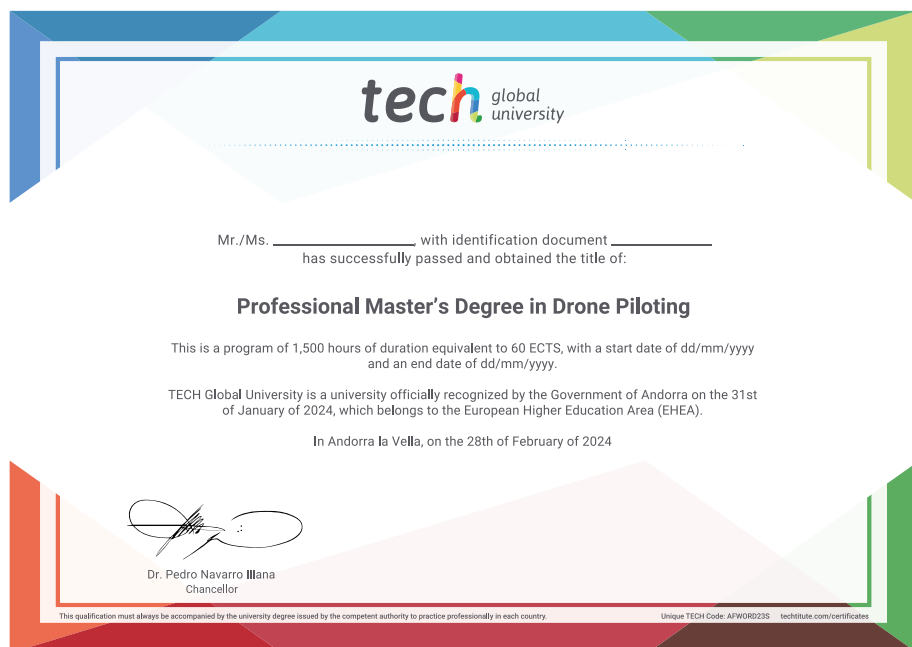 tech global
university
Mr./Ms. ____________________, with identification document ______________
has successfully passed and obtained the title of:
Professional Master’s Degree in Drone Piloting
This is a program of 1,500 hours of duration equivalent to 60 ECTS, with a start date of dd/mm/yyyy
and an end date of dd/mm/yyyy.
TECH Global University is a university officially recognized by the Government of Andorra on the 31st
of January of 2024, which belongs to the European Higher Education Area (EHEA).
In Andorra la Vella, on the 28th of February of 2024
Dr. Pedro Navarro Illana
Chancellor
This qualification must always be accompanied by the university degree issued by the competent authority to practice professionally in each country.
Unique TECH Code: AFWORD23S techtitute.com/certificates